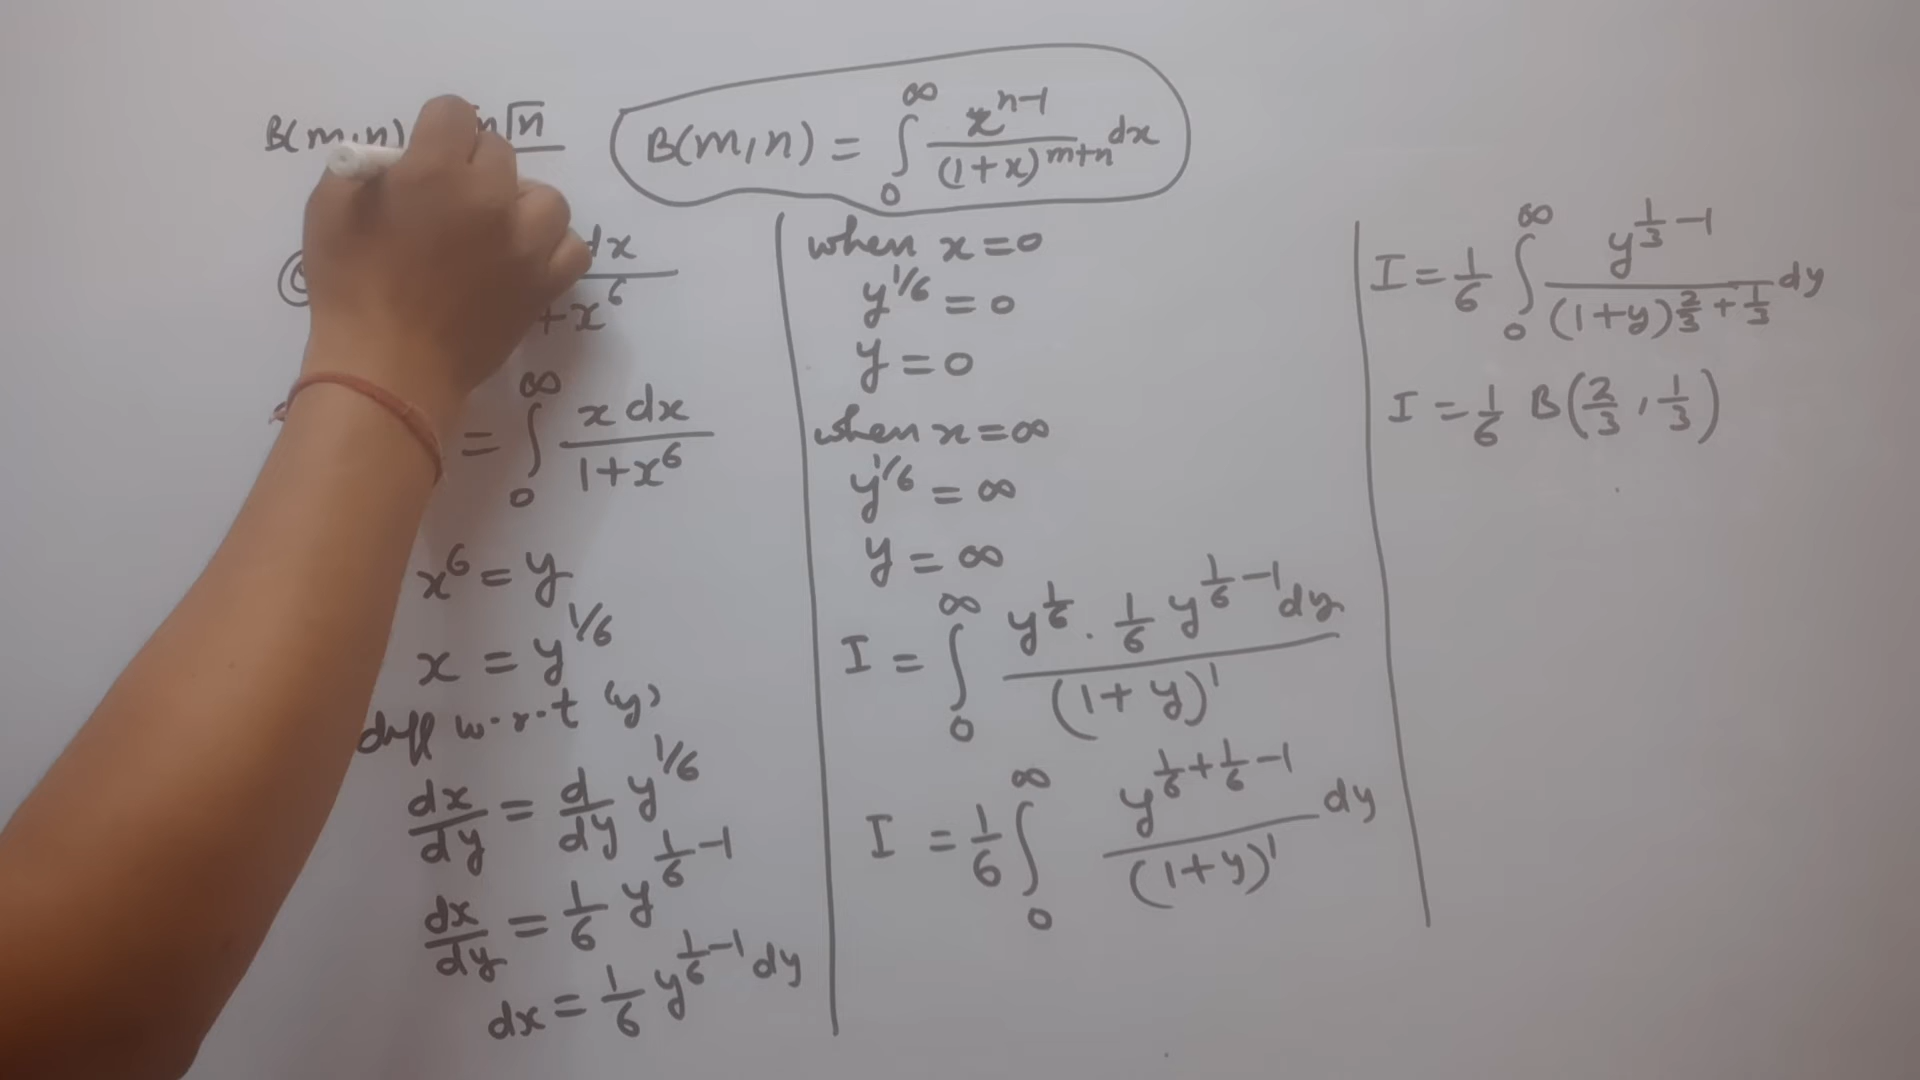 B(m,n) n√n
B(m,n) = ∫₀^∞ x^(n-1)/(1+x)^(m+n) dx
dx
+x⁶
= ∫₀^∞ x dx/(1+x⁶)
x⁶ = y
x = y^(1/6)
diff w.r.t (y)
dx/dy = d/dy y^(1/6)
dx/dy = 1/6 y^(1/6 -1)
dx = 1/6 y^(1/6 -1) dy
when x=0
y^(1/6) = 0
y = 0
when x=∞
y^(1/6) = ∞
y = ∞
I = ∫₀^∞ (y^(1/6) . 1/6 y^(1/6 -1) dy)/(1+y)^1
I = 1/6 ∫₀^∞ y^(1/6 + 1/6 -1)/(1+y)^1 dy
I = 1/6 ∫₀^∞ y^(1/3 -1)/(1+y)^(2/3 + 1/3) dy
I = 1/6 B(2/3, 1/3)